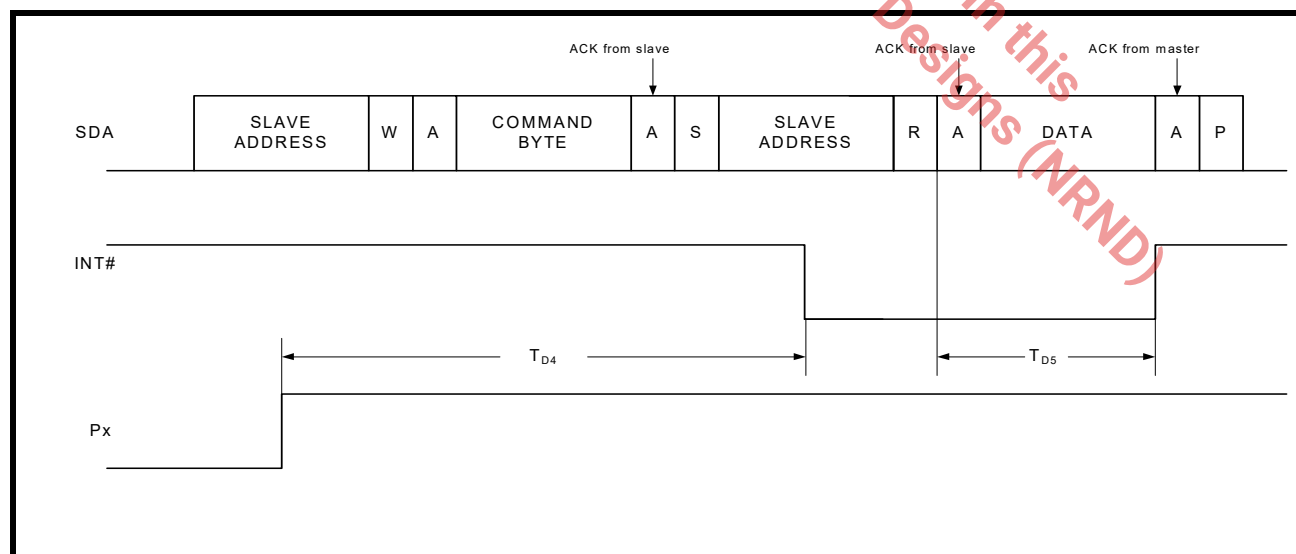 in this
Designs (NRND)
ACK from slave
ACK from slave
ACK from master
SDA
SLAVE ADDRESS
W
A
COMMAND BYTE
A
S
SLAVE ADDRESS
R
A
DATA
A
P
INT#
TD4
TD5
Px